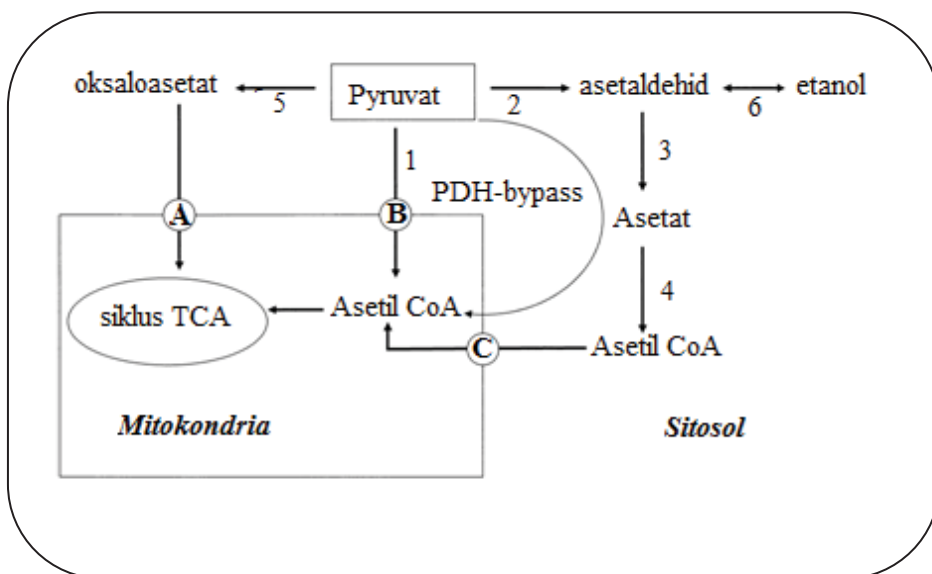 oksaloasetat
5
Pyruvat
2
asetaldehid
6
etanol
1
3
PDH-bypass
A
B
Asetat
4
siklus TCA
Asetil CoA
C
Asetil CoA
Mitokondria
Sitosol